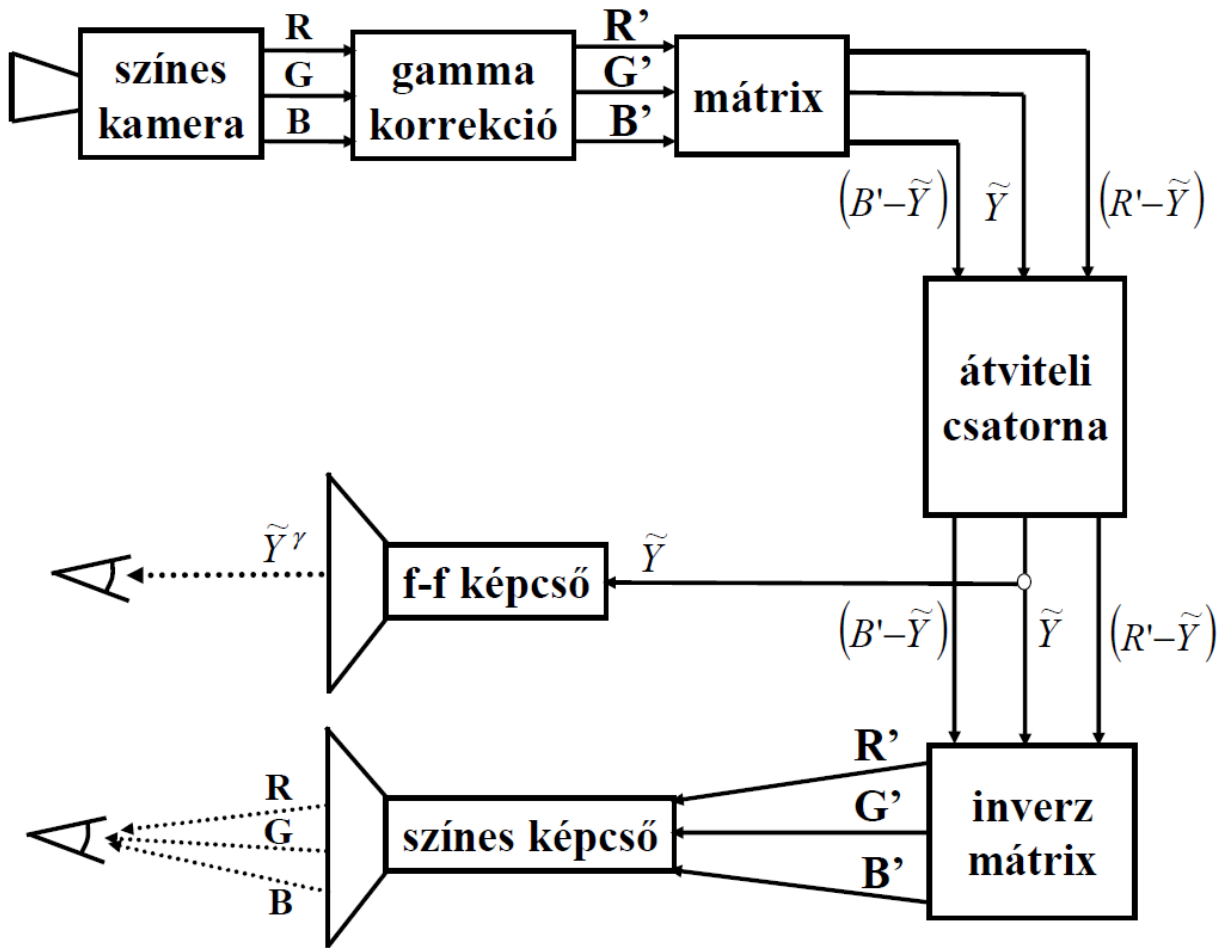 színes
kamera
R
G
B
gamma
korrekció
R’
G’
B’
mátrix
(B'–Ỹ)
Ỹ
(R'–Ỹ)
átviteli
csatorna
Ỹ^γ
f-f képcső
Ỹ
(B'–Ỹ)
Ỹ
(R'–Ỹ)
R
G
B
színes képcső
R’
G’
B’
inverz
mátrix